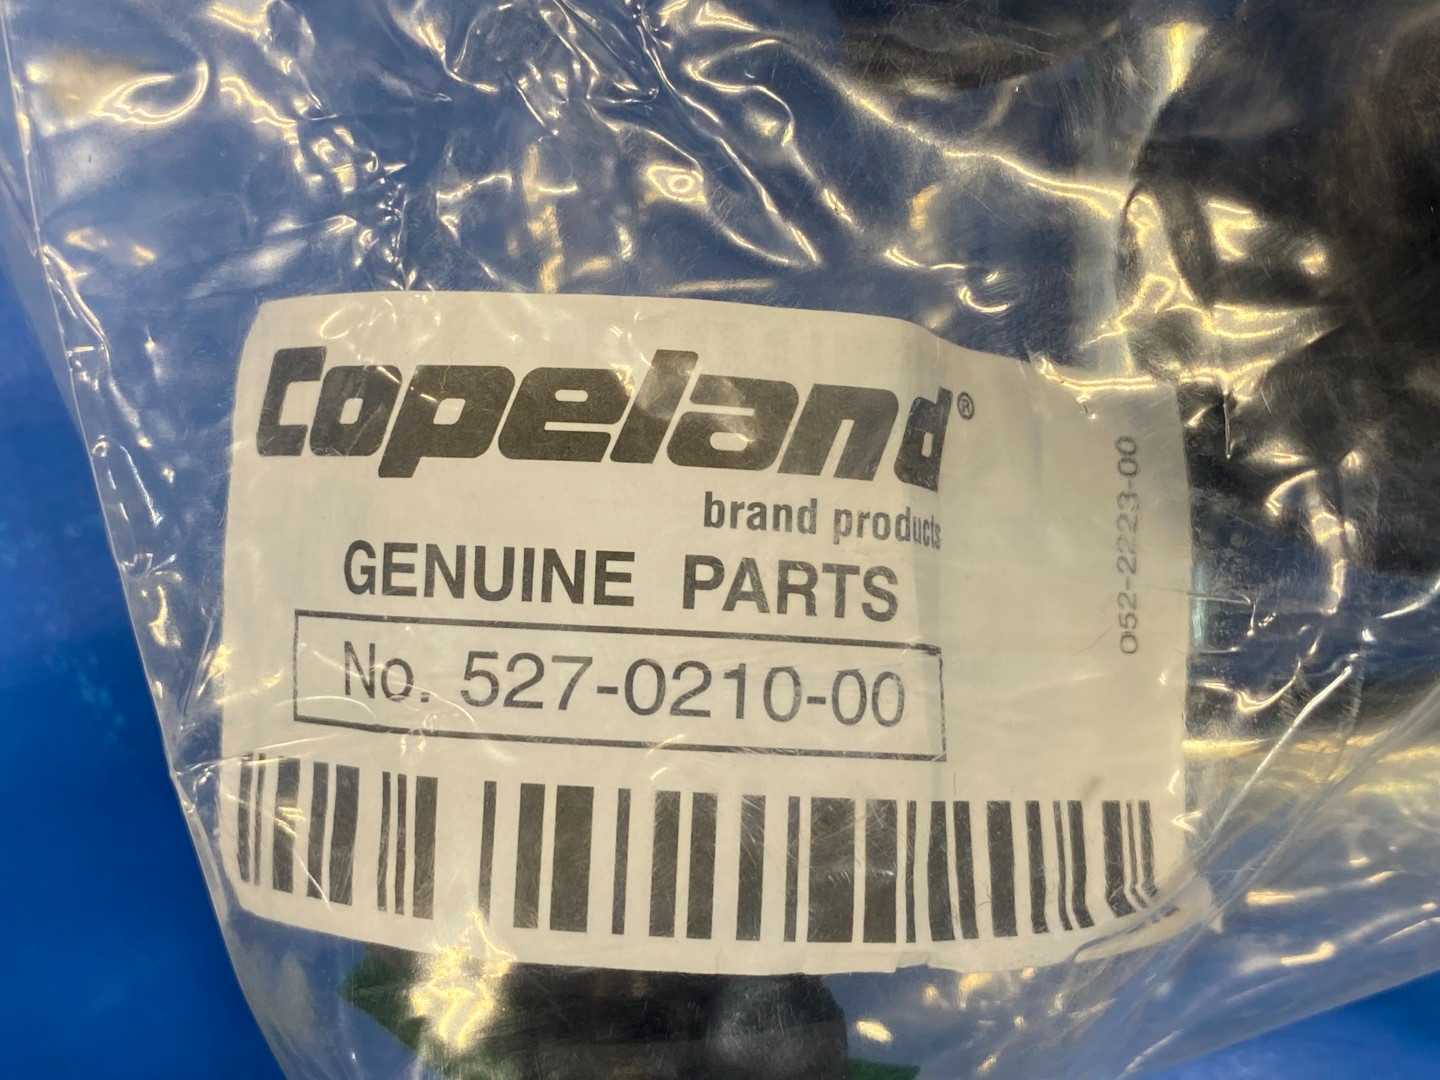 Copeland®
brand products
GENUINE PARTS
No. 527-0210-00
052-2223-00